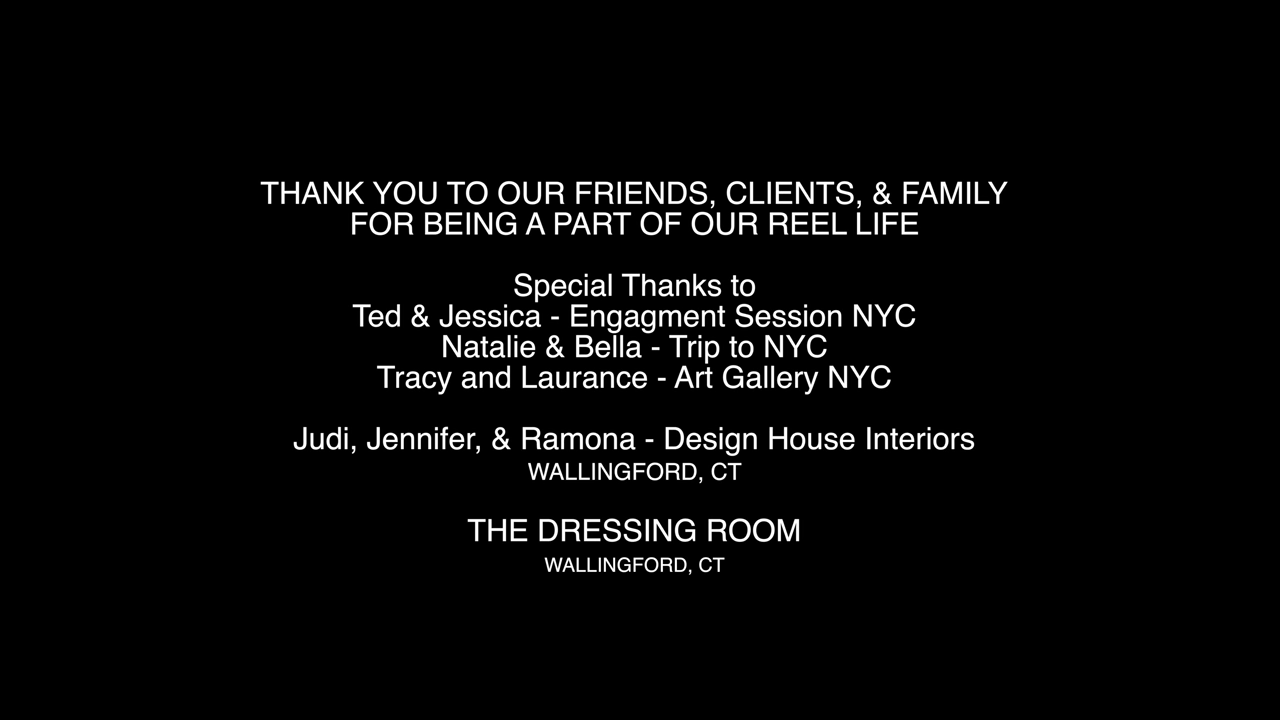 THANK YOU TO OUR FRIENDS, CLIENTS, & FAMILY
FOR BEING A PART OF OUR REEL LIFE
Special Thanks to
Ted & Jessica - Engagment Session NYC
Natalie & Bella - Trip to NYC
Tracy and Laurance - Art Gallery NYC
Judi, Jennifer, & Ramona - Design House Interiors
WALLINGFORD, CT
THE DRESSING ROOM
WALLINGFORD, CT